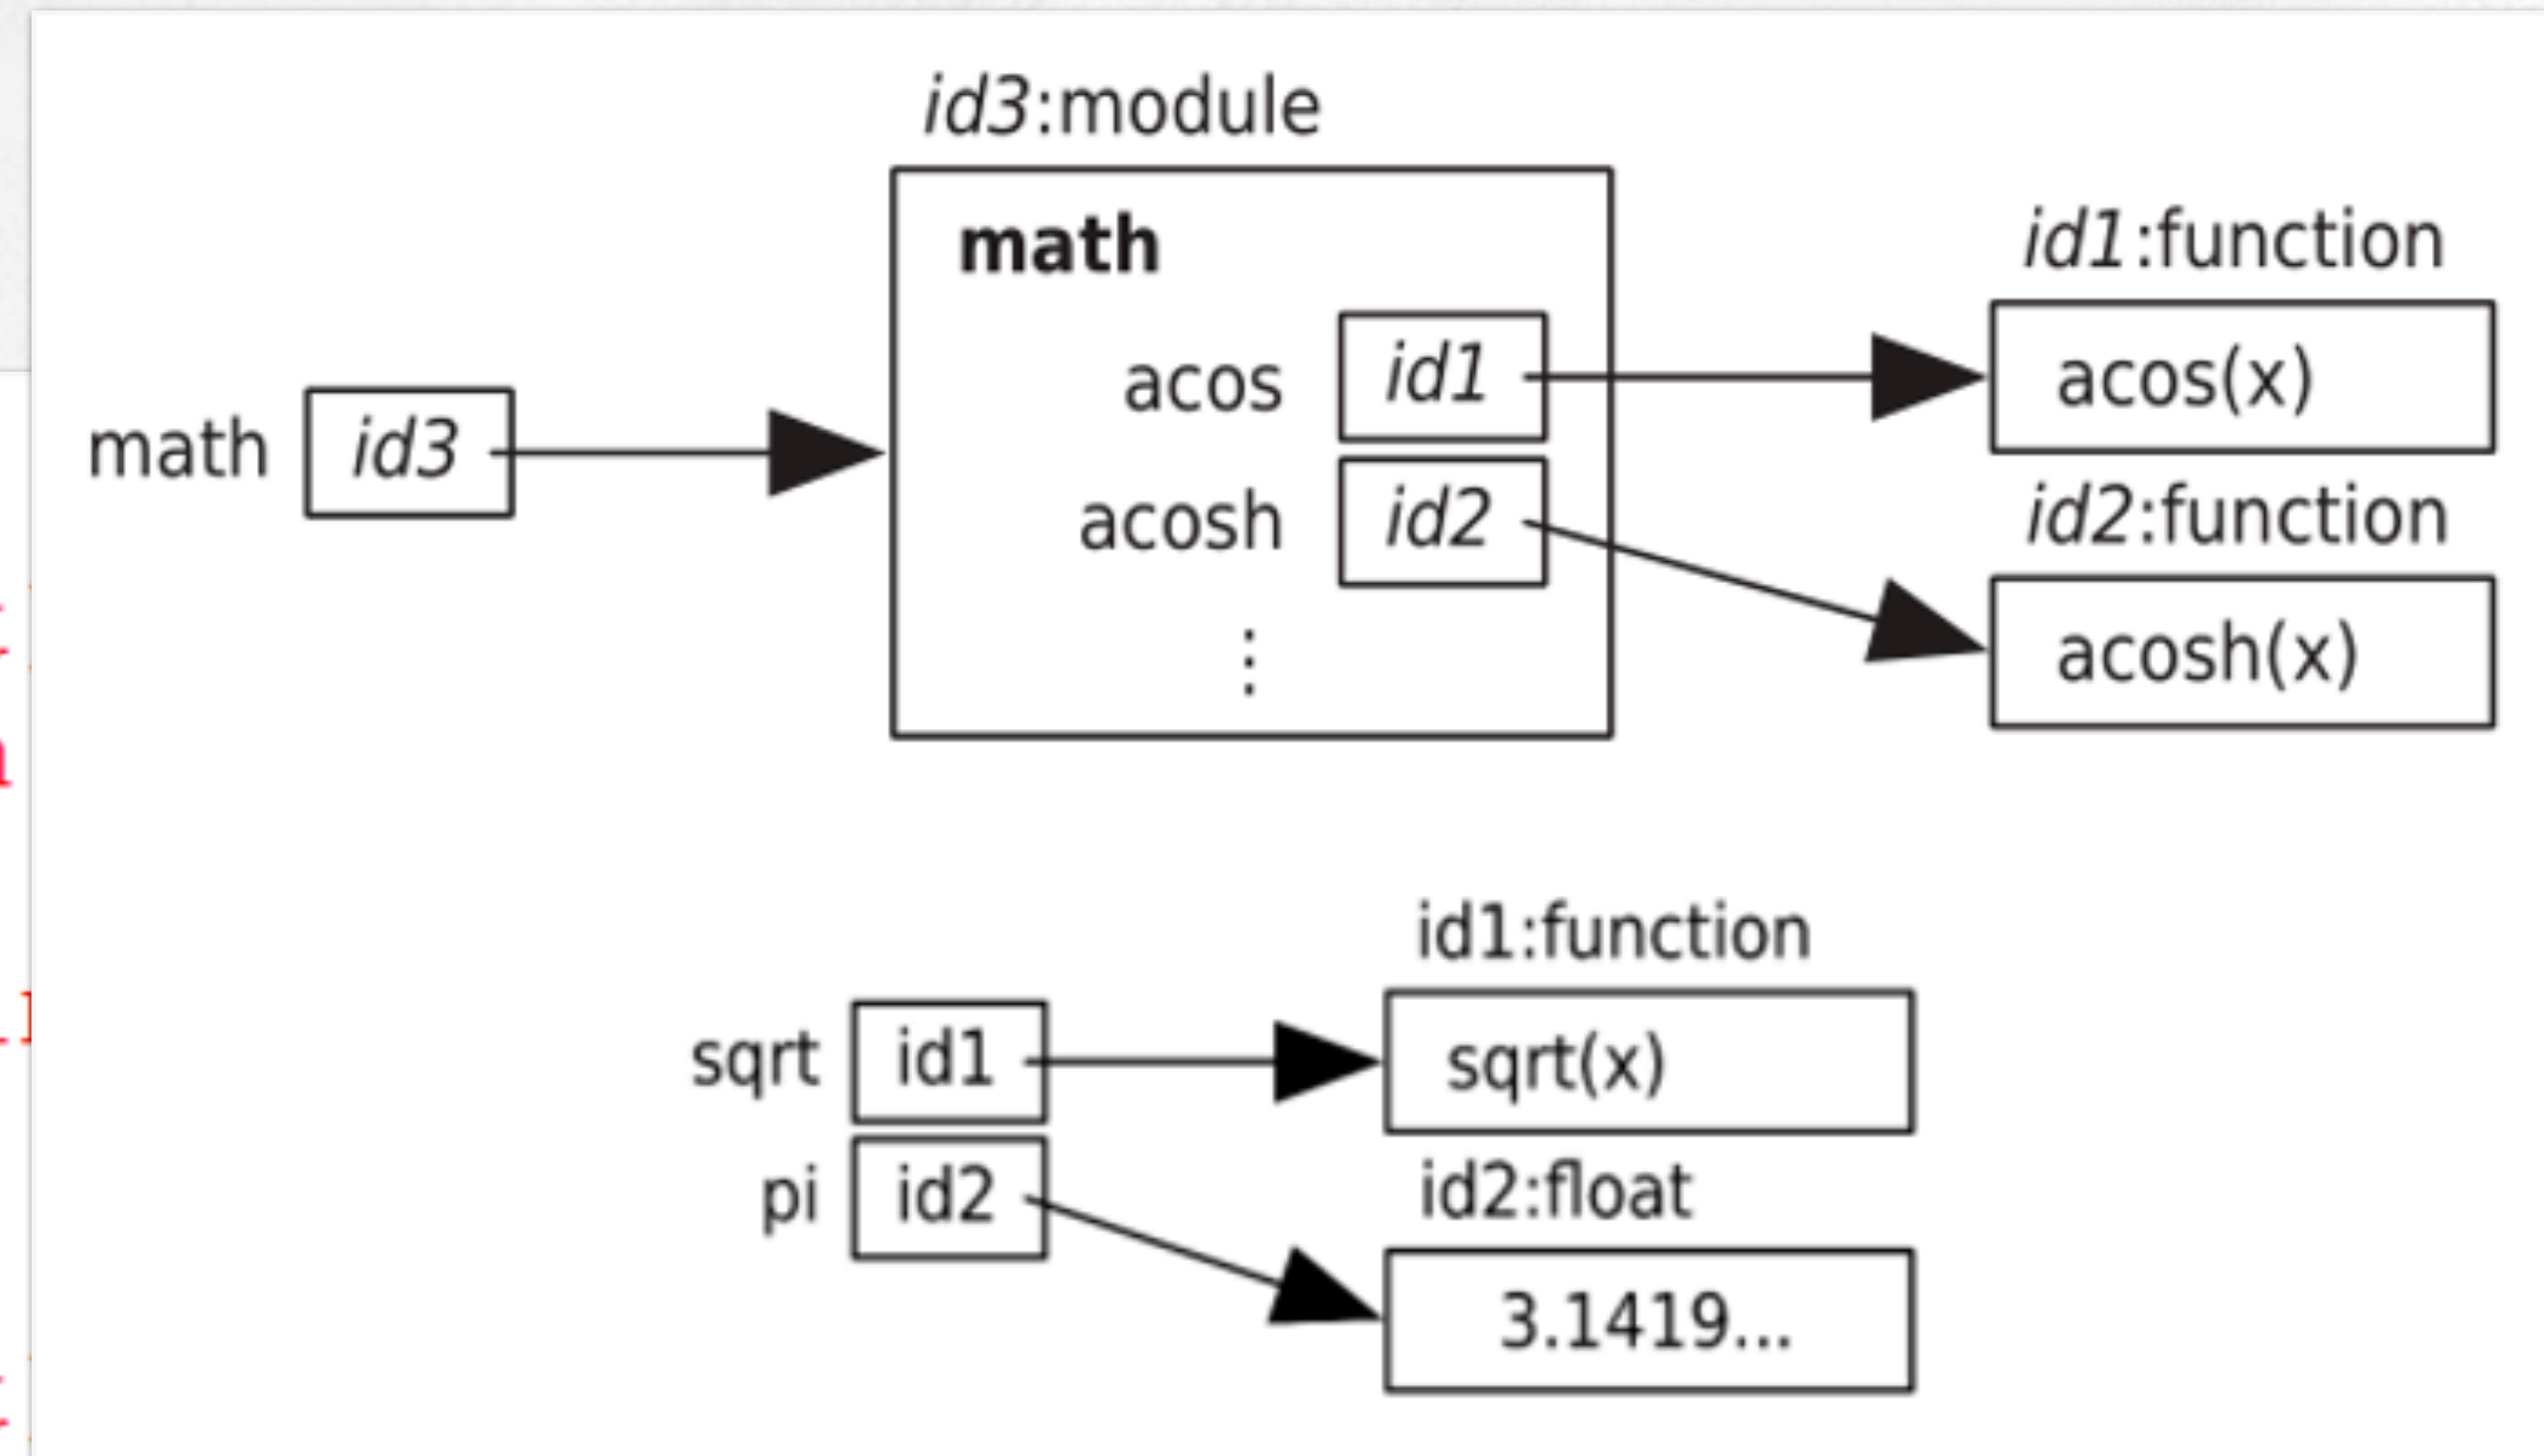 id3:module
math
id1:function
acos id1
acos(x)
math id3
id2:function
acosh id2
acosh(x)
⋮
id1:function
sqrt id1
sqrt(x)
id2:float
pi id2
3.1419...